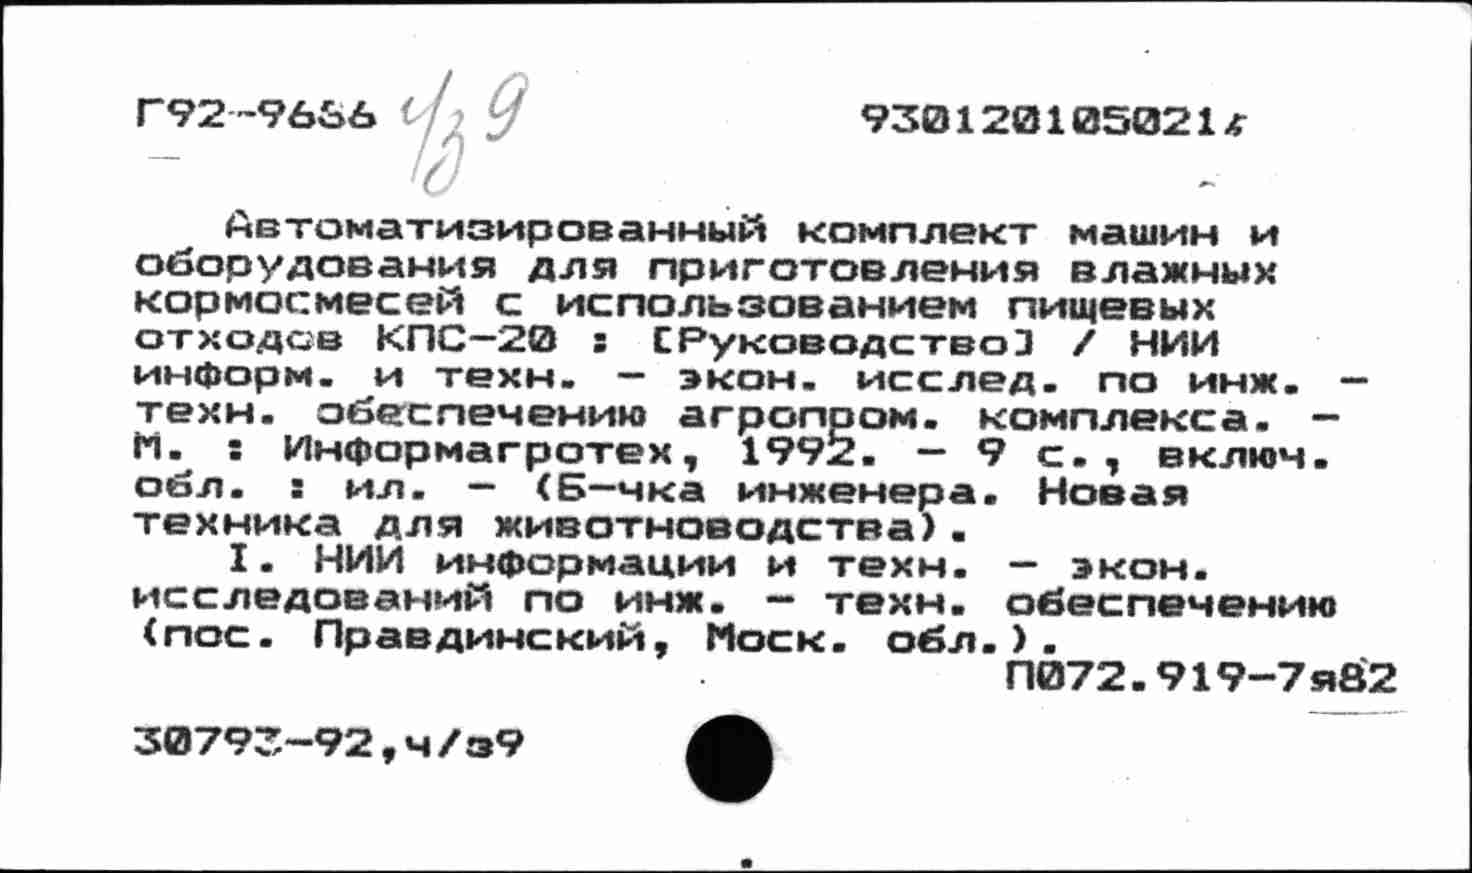 Г92-9686 ч/з 9 930120105021б
Автоматизированный комплект машин и
оборудования для приготовления влажных
кормосмесей с использованием пищевых
отходов КПС-20 : [Руководство] / НИИ
информ. и техн. - экон. исслед. по инж. -
техн. обеспечению агропром. комплекса. -
М. : Информагротех, 1992. - 9 с., включ.
обл. : ил. - (Б-чка инженера. Новая
техника для животноводства).
I. НИИ информации и техн. - экон.
исследований по инж. - техн. обеспечению
(пос. Правдинский, Моск. обл.).
П072.919-7я82
30793-92,ч/з9